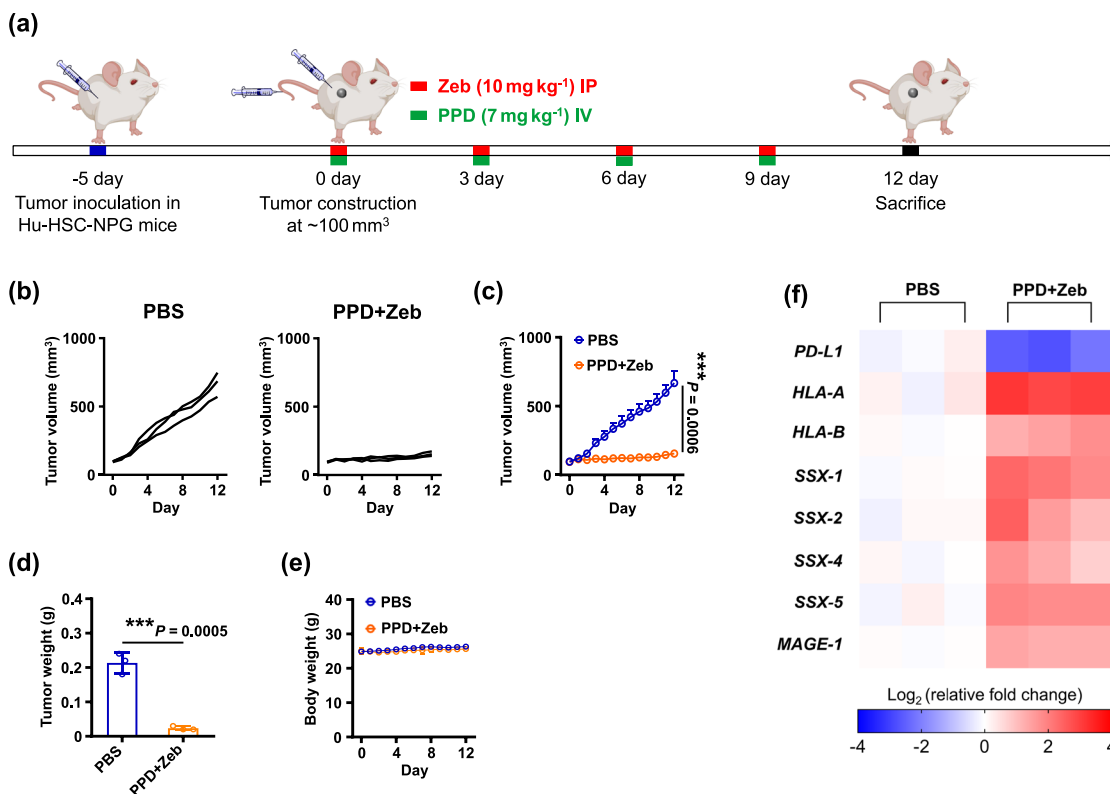 (a)
Zeb (10 mg kg⁻¹) IP
PPD (7 mg kg⁻¹) IV
-5 day
0 day
3 day
6 day
9 day
12 day
Tumor inoculation in
Hu-HSC-NPG mice
Tumor construction
at ~100 mm³
Sacrifice
(b)
PBS
PPD+Zeb
Tumor volume (mm³)
1000
500
0
0 4 8 12
Day
Tumor volume (mm³)
1000
500
0
0 4 8 12
Day
(c)
PBS
PPD+Zeb
Tumor volume (mm³)
1000
500
0
0 4 8 12
Day
*** P = 0.0006
(d)
Tumor weight (g)
0.4
0.3
0.2
0.1
0
*** P = 0.0005
PBS
PPD+Zeb
(e)
PBS
PPD+Zeb
Body weight (g)
40
30
20
10
0
0 4 8 12
Day
(f)
PBS PPD+Zeb
PD-L1
HLA-A
HLA-B
SSX-1
SSX-2
SSX-4
SSX-5
MAGE-1
Log₂ (relative fold change)
-4 -2 0 2 4